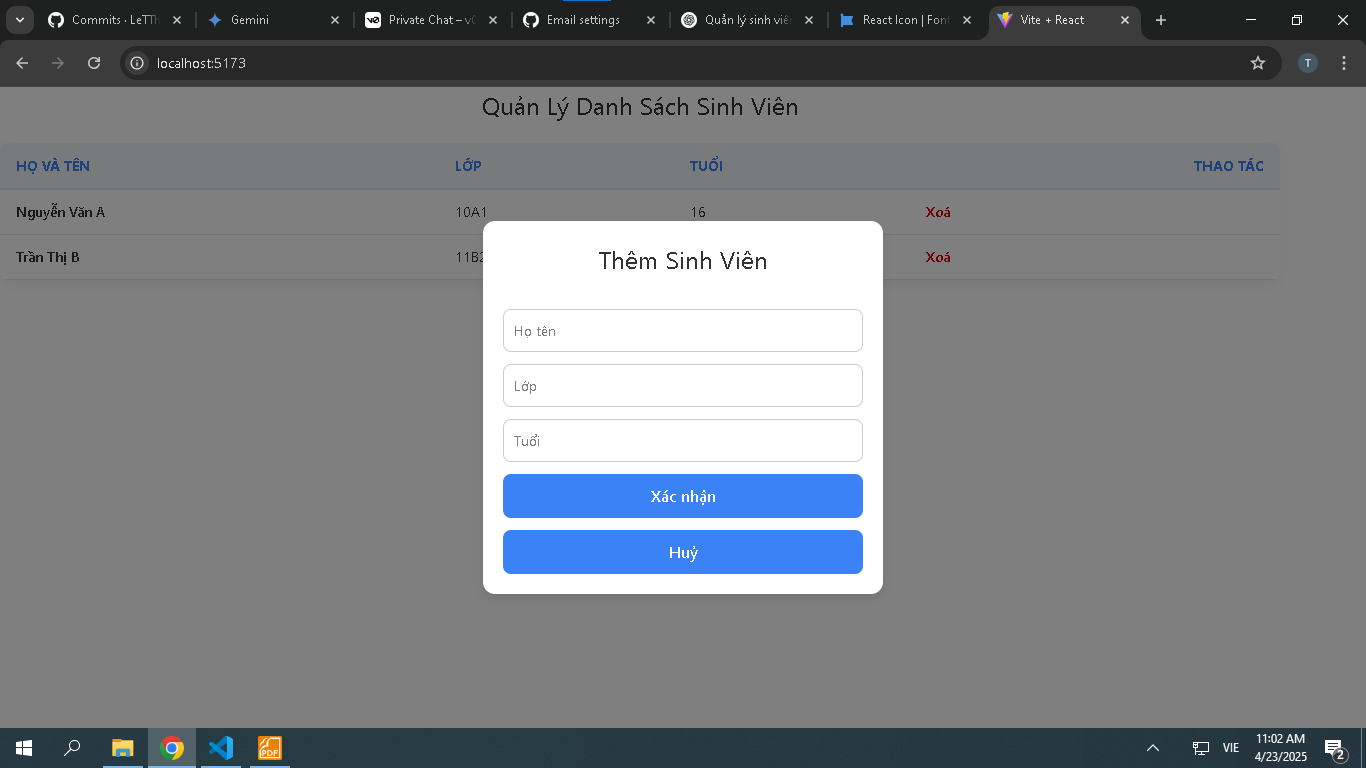 Commits · LeTTh
Gemini
Private Chat – v0
Email settings
Quản lý sinh viên
React Icon | Font
Vite + React
localhost:5173
T
Quản Lý Danh Sách Sinh Viên
HỌ VÀ TÊN LỚP TUỔI THAO TÁC
Nguyễn Văn A 10A1 16 Xoá
Trần Thị B 11B2 Xoá
Thêm Sinh Viên
Họ tên
Lớp
Tuổi
Xác nhận
Huỷ
PDF
VIE
11:02 AM
4/23/2025
2